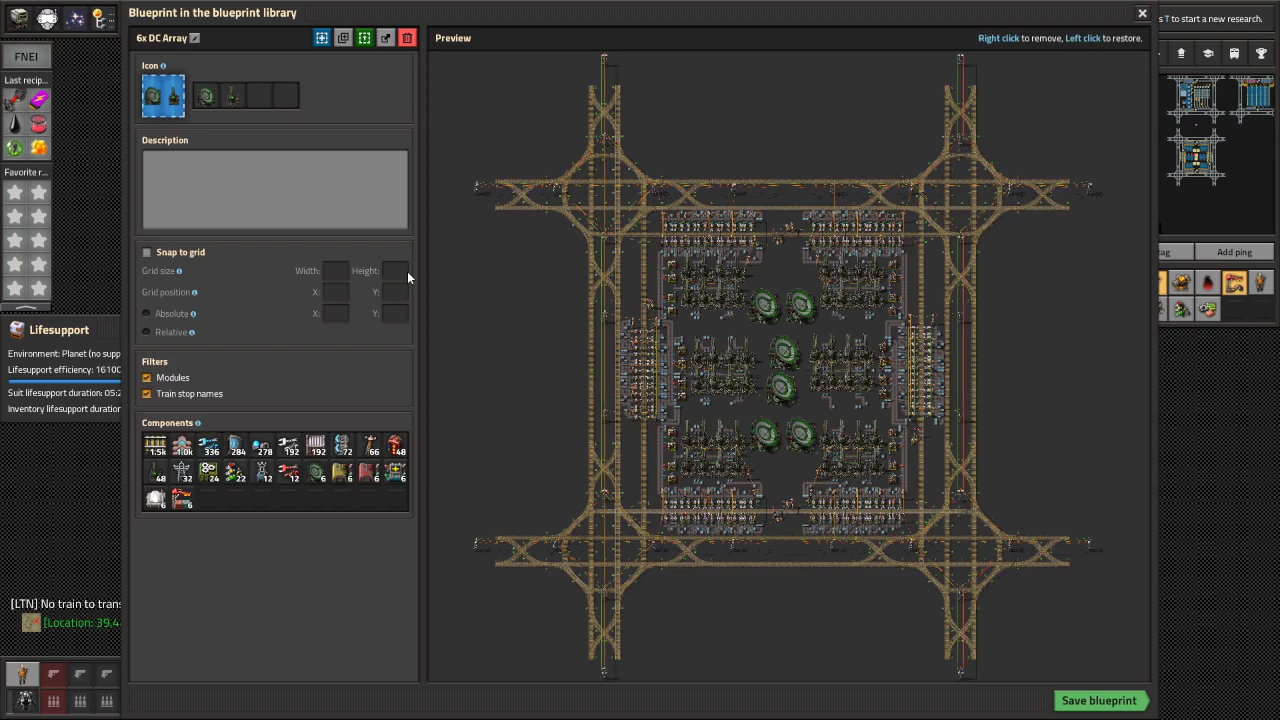 Blueprint in the blueprint library
s T to start a new research.
6x DC Array
Preview
Right click to remove, Left click to restore.
FNEI
Icon
Last recip...
Description
Favorite r...
Snap to grid
Grid size
Width:
Height:
Grid position
X:
Y:
Absolute
X:
Y:
Relative
tag
Add ping
Lifesupport
Environment: Planet (no supp
Lifesupport efficiency: 16100
Suit lifesupport duration: 05:2
Inventory lifesupport duration
Filters
Modules
Train stop names
Components
1.5k
336
284
192
192
72
66
48
48
32
24
22
12
12
6
6
6
6
6
6
[LTN] No train to trans
[Location: 39,4
Save blueprint